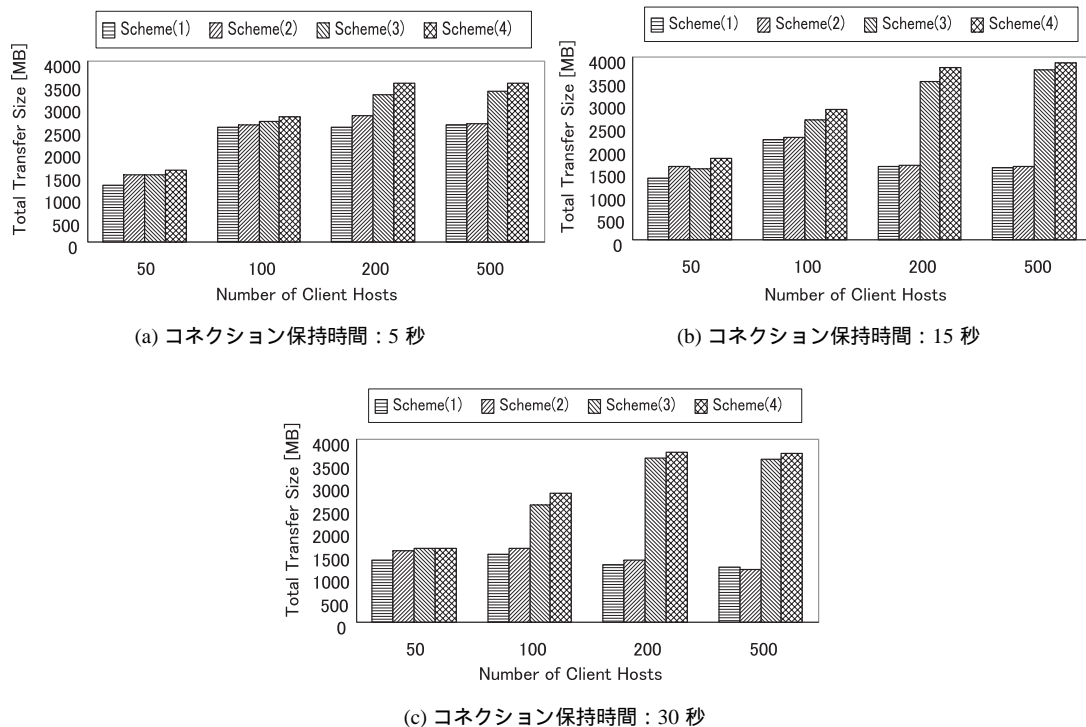 Scheme(1) Scheme(2) Scheme(3) Scheme(4)
Total Transfer Size [MB]
4000
3500
3000
2500
2000
1500
1000
500
0
50 100 200 500
Number of Client Hosts
(a) コネクション保持時間：5 秒
Scheme(1) Scheme(2) Scheme(3) Scheme(4)
Total Transfer Size [MB]
4000
3500
3000
2500
2000
1500
1000
500
0
50 100 200 500
Number of Client Hosts
(b) コネクション保持時間：15 秒
Scheme(1) Scheme(2) Scheme(3) Scheme(4)
Total Transfer Size [MB]
4000
3500
3000
2500
2000
1500
1000
500
0
50 100 200 500
Number of Client Hosts
(c) コネクション保持時間：30 秒